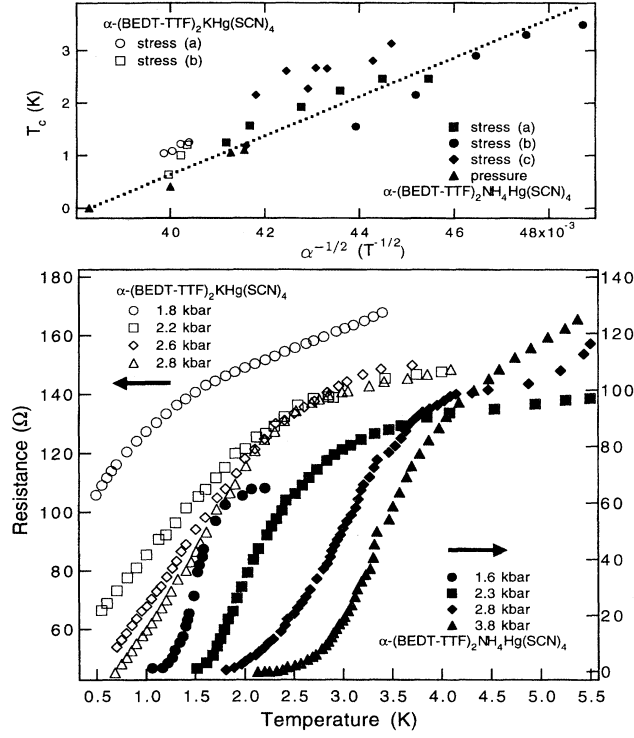 α-(BEDT-TTF)2KHg(SCN)4
stress (a)
stress (b)
3
2
1
0
Tc (K)
stress (a)
stress (b)
stress (c)
pressure
α-(BEDT-TTF)2NH4Hg(SCN)4
40 42 44 46 48×10-3
α-1/2 (T-1/2)
180
160
140
120
100
80
60
Resistance (Ω)
α-(BEDT-TTF)2KHg(SCN)4
1.8 kbar
2.2 kbar
2.6 kbar
2.8 kbar
140
120
100
80
60
40
20
0
1.6 kbar
2.3 kbar
2.8 kbar
3.8 kbar
α-(BEDT-TTF)2NH4Hg(SCN)4
0.5 1.0 1.5 2.0 2.5 3.0 3.5 4.0 4.5 5.0 5.5
Temperature (K)